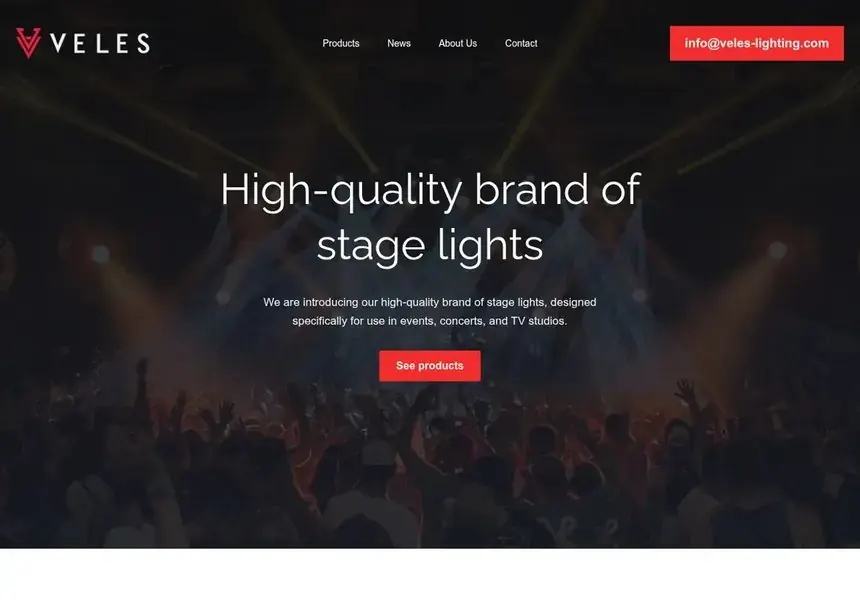 VELES
Products
News
About Us
Contact
info@veles-lighting.com
High-quality brand of
stage lights
We are introducing our high-quality brand of stage lights, designed
specifically for use in events, concerts, and TV studios.
See products